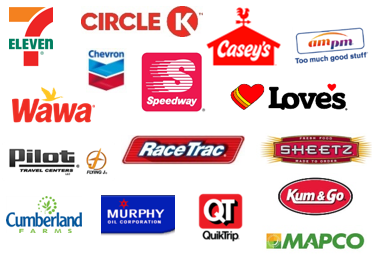 7
ELEVEN
CIRCLE K
Chevron
Casey's
ampm
Too much good stuff
S
Speedway
Wawa
Love's
Pilot
TRAVEL CENTERS
FLYING J
RaceTrac
FRESH FOOD
SHEETZ
MADE TO ORDER
Cumberland
FARMS
MURPHY
OIL CORPORATION
QT
QuikTrip
Kum & Go
MAPCO